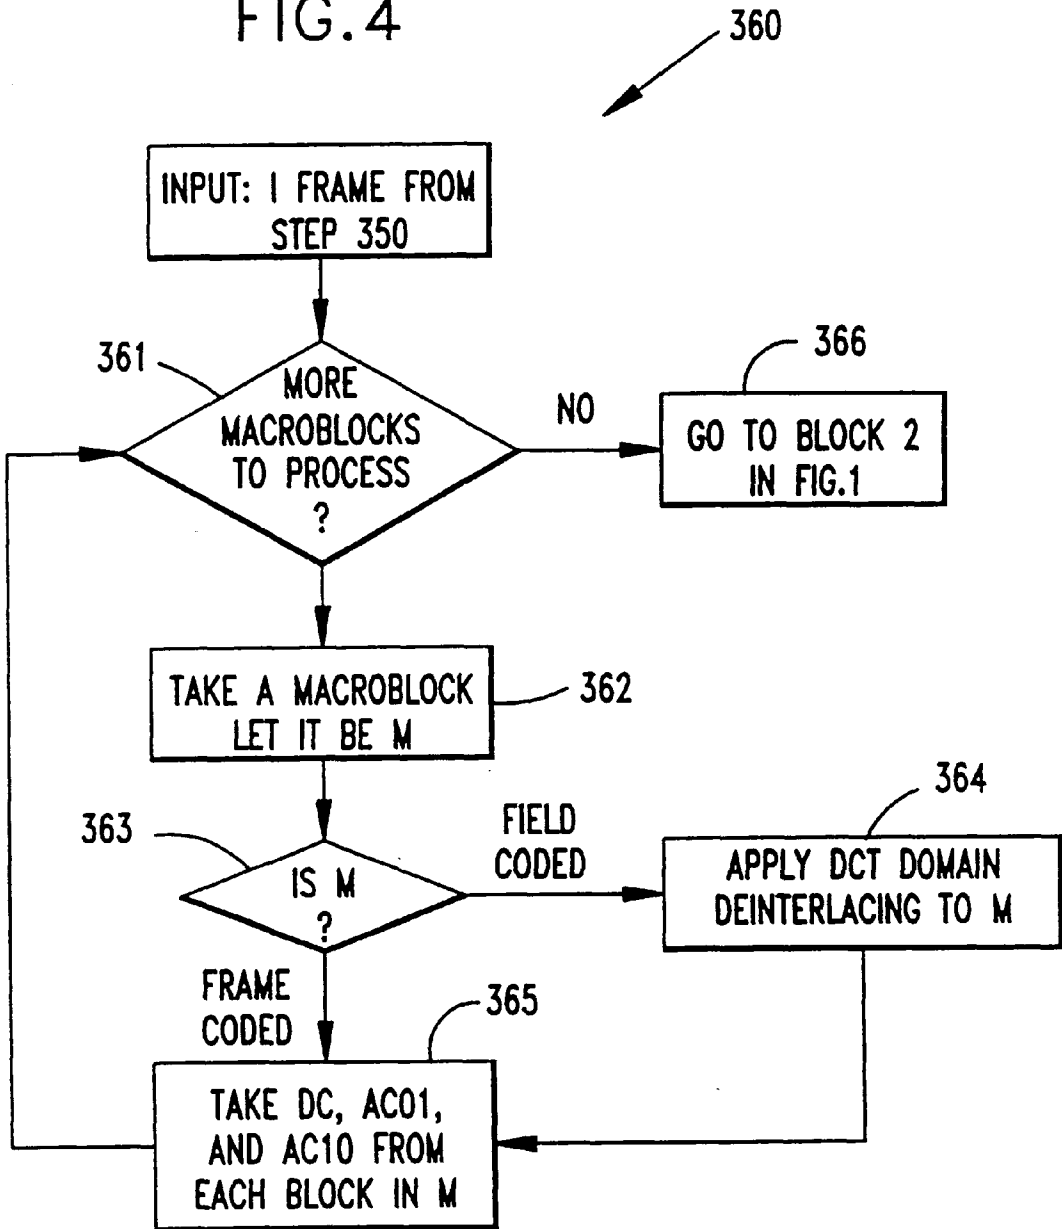 FIG. 4
360
INPUT: I FRAME FROM
STEP 350
361
MORE
MACROBLOCKS
TO PROCESS
?
NO
366
GO TO BLOCK 2
IN FIG.1
TAKE A MACROBLOCK
LET IT BE M
362
363
IS M
?
FIELD
CODED
364
APPLY DCT DOMAIN
DEINTERLACING TO M
FRAME
CODED
365
TAKE DC, AC01,
AND AC10 FROM
EACH BLOCK IN M